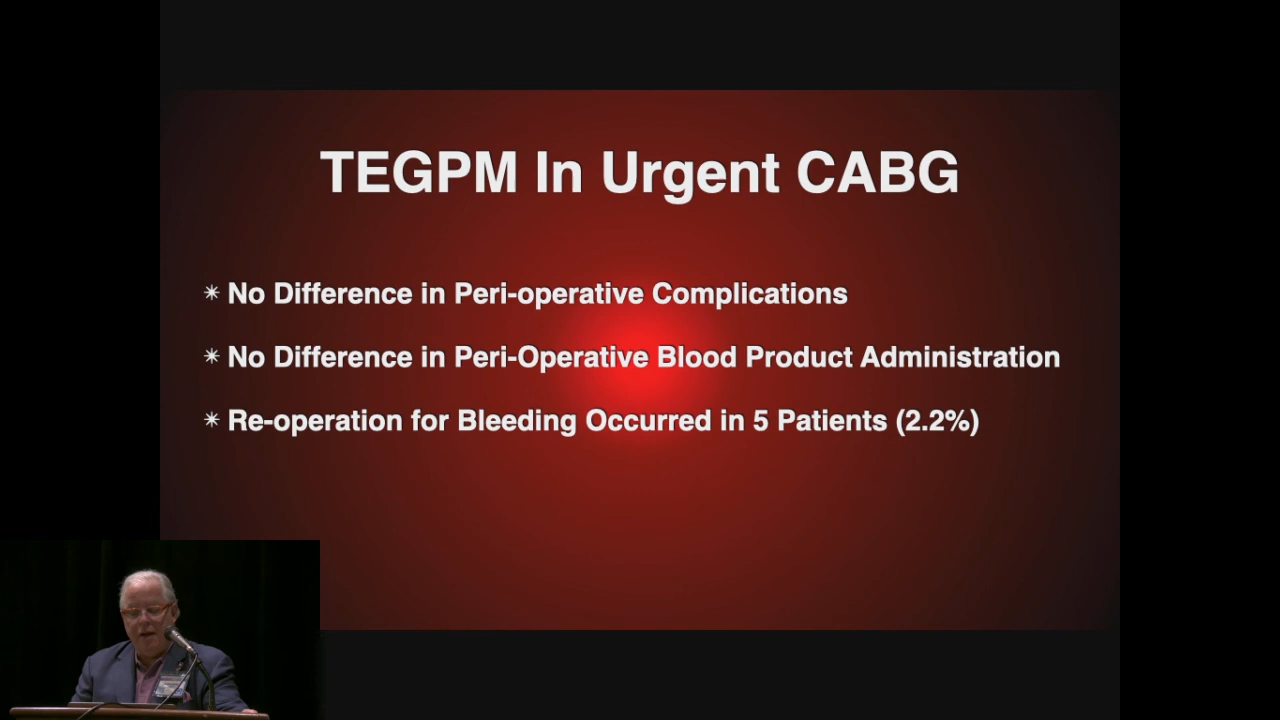 TEGPM In Urgent CABG
✴ No Difference in Peri-operative Complications
✴ No Difference in Peri-Operative Blood Product Administration
✴ Re-operation for Bleeding Occurred in 5 Patients (2.2%)